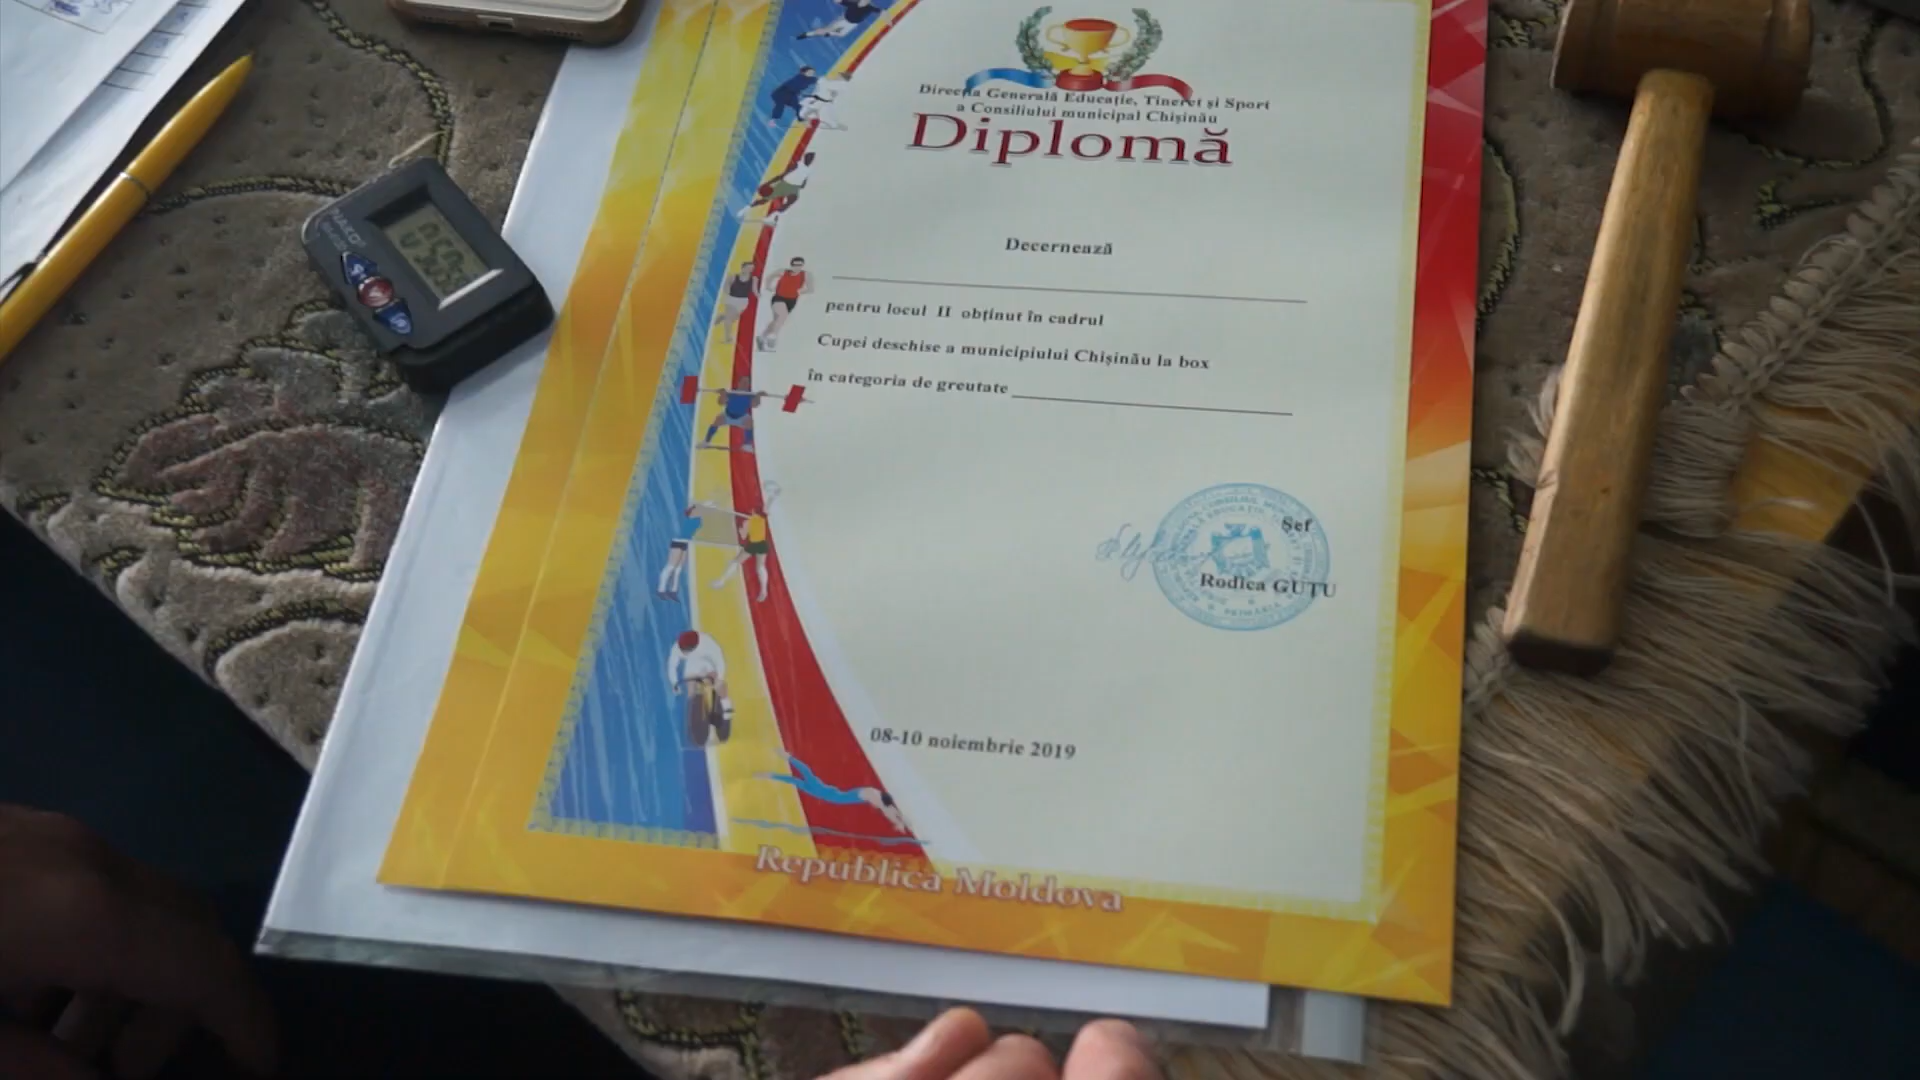 Direcția Generală Educație, Tineret și Sport
a Consiliului municipal Chișinău
Diplomă
Decernează
pentru locul II obținut în cadrul
Cupei deschise a municipiului Chișinău la box
în categoria de greutate
Șef
Rodica GUȚU
08-10 noiembrie 2019
Republica Moldova